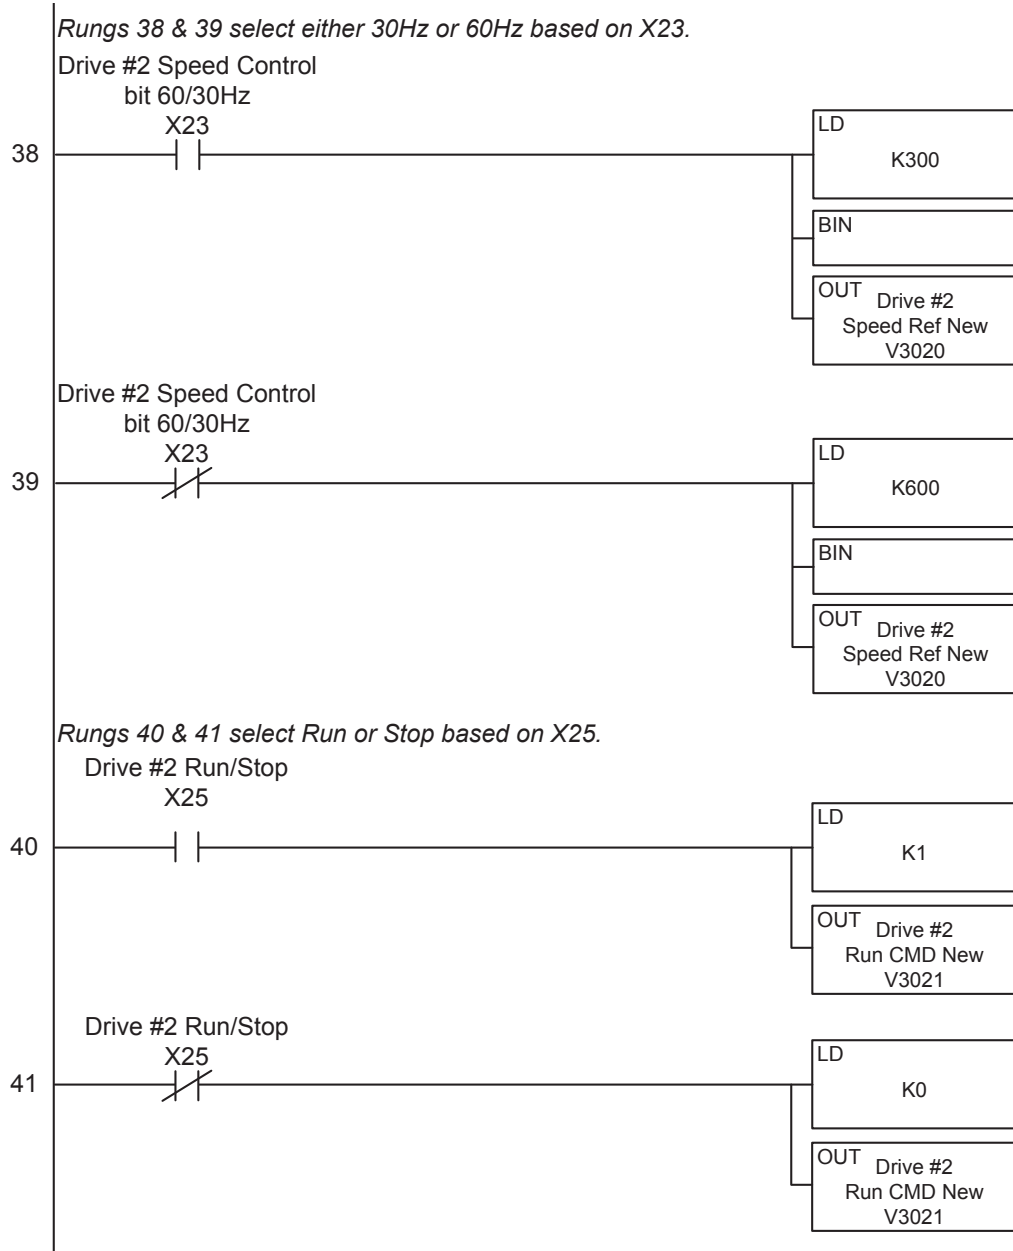 Rungs 38 & 39 select either 30Hz or 60Hz based on X23.
Drive #2 Speed Control
bit 60/30Hz
X23
38
LD
K300
BIN
OUT
Drive #2
Speed Ref New
V3020
Drive #2 Speed Control
bit 60/30Hz
X23
39
LD
K600
BIN
OUT
Drive #2
Speed Ref New
V3020
Rungs 40 & 41 select Run or Stop based on X25.
Drive #2 Run/Stop
X25
40
LD
K1
OUT
Drive #2
Run CMD New
V3021
Drive #2 Run/Stop
X25
41
LD
K0
OUT
Drive #2
Run CMD New
V3021